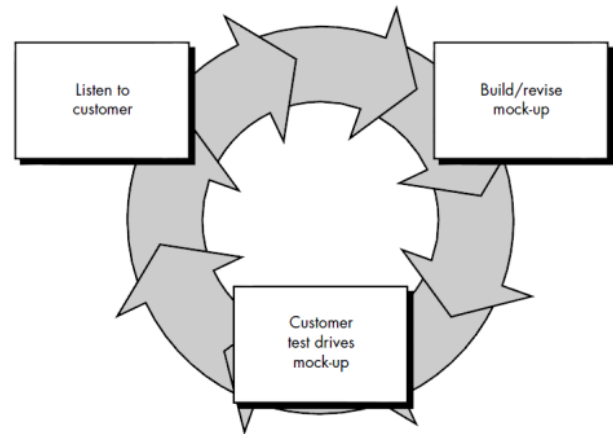 Listen to
customer
Build/revise
mock-up
Customer
test drives
mock-up